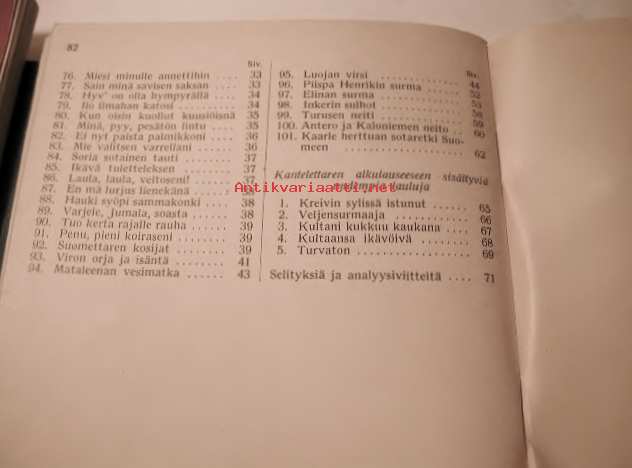 82
Siv.
76. Miesi minulle annettihin .... 33
77. Sain minä savisen saksan .... 33
78. Hyv' on olla hympyrällä .... 34
79. Ilo ilmahan katosi .... 34
80. Kun oisin kuollut kuusiöisnä 35
81. Minä, pyy, pesätön lintu .... 35
82. Ei nyt paista palmikkoni .... 36
83. Mie valitsen varreliani .... 36
84. Soria sotainen tauti .... 37
85. Ikävä tuletteleksen .... 37
86. Laula, laula, veitoseni! .... 37
87. En mä lurjus lienekänä ....
88. Hauki syöpi sammakonki .... 38
89. Varjele, Jumala, soasta .... 38
90. Tuo kerta rajalle rauha .... 39
91. Penu, pieni koiraseni .... 39
92. Suomettaren kosijat .... 39
93. Viron orja ja isäntä .... 41
94. Mataleenan vesimatka .... 43
Siv.
95. Luojan virsi .... 44
96. Piispa Henrikin surma .... 
97. Elinan surma .... 52
98. Inkerin sulhot .... 53
99. Turusen neiti .... 58
100. Antero ja Kaloniemen neito .. 59
101. Kaarle herttuan sotaretki Suo- 60
meen .... 62
Kantelettaren alkulauseeseen sisältyviä
lauluja
Antikvariaatti.net
1. Kreivin sylissä istunut .... 65
2. Veljensurmaaja .... 66
3. Kultani kukkuu kaukana .... 67
4. Kultaansa ikävöivä .... 68
5. Turvaton .... 69
Selityksiä ja analyysiviitteitä .... 71